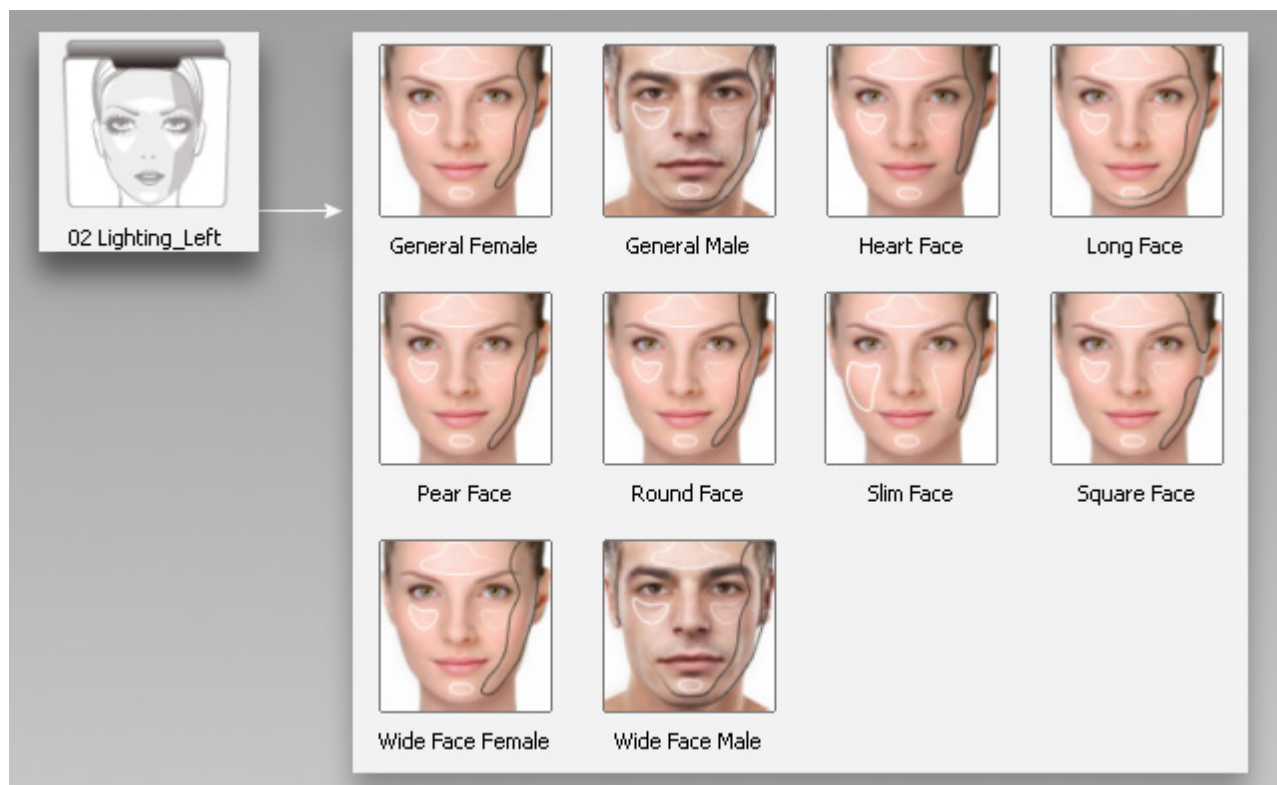 02 Lighting_Left
General Female
General Male
Heart Face
Long Face
Pear Face
Round Face
Slim Face
Square Face
Wide Face Female
Wide Face Male